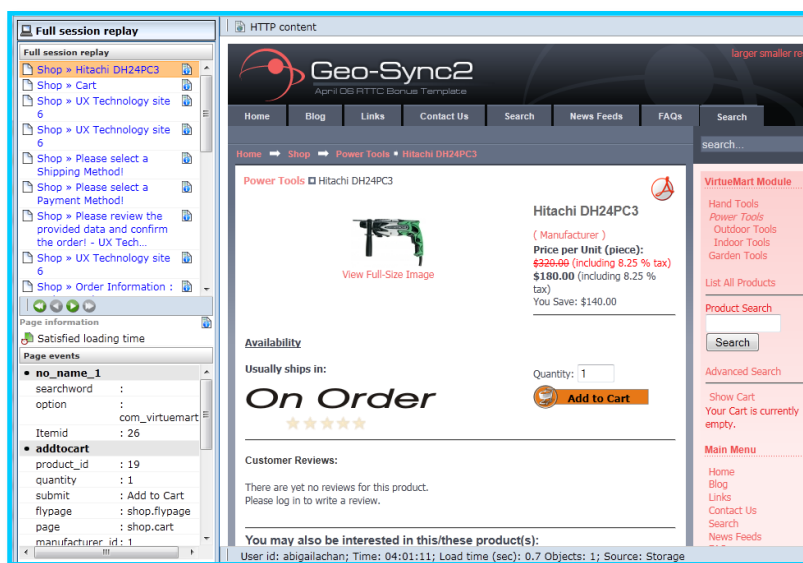 Full session replay
Full session replay
Shop » Hitachi DH24PC3
Shop » Cart
Shop » UX Technology site
6
Shop » UX Technology site
6
Shop » Please select a
Shipping Method!
Shop » Please select a
Payment Method!
Shop » Please review the
provided data and confirm
the order! - UX Tech...
Shop » UX Technology site
6
Shop » Order Information :
Page information
Satisfied loading time
Page events
• no_name_1
searchword :
option :
com_virtuemart
Itemid : 26
• addtocart
product_id : 19
quantity : 1
submit : Add to Cart
flypage : shop.flypage
page : shop.cart
manufacturer_id : 1
HTTP content
larger smaller re
Geo-Sync2
April 06 RTTC Bonus Template
Home Blog Links Contact Us Search News Feeds FAQs Search
Home Shop Power Tools • Hitachi DH24PC3
Power Tools Hitachi DH24PC3
View Full-Size Image
Hitachi DH24PC3
( Manufacturer )
Price per Unit (piece):
$320.00 (including 8.25 % tax)
$180.00 (including 8.25 %
tax)
You Save: $140.00
Availability
Usually ships in:
On Order
Quantity: 1
Add to Cart
Customer Reviews:
There are yet no reviews for this product.
Please log in to write a review.
You may also be interested in this/these product(s):
search...
VirtueMart Module
Hand Tools
Power Tools
Outdoor Tools
Indoor Tools
Garden Tools
List All Products
Product Search
Search
Advanced Search
Show Cart
Your Cart is currently
empty.
Main Menu
Home
Blog
Links
Contact Us
Search
News Feeds
User id: abigailachan; Time: 04:01:11; Load time (sec): 0.7 Objects: 1; Source: Storage